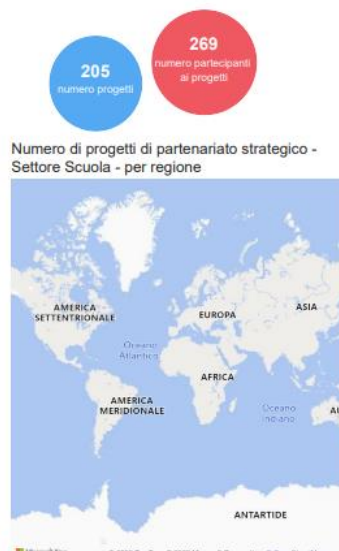 205
numero progetti
269
numero partecipanti
ai progetti
Numero di progetti di partenariato strategico -
Settore Scuola - per regione
AMERICA
SETTENTRIONALE
EUROPA
ASIA
Oceano
Atlantico
AFRICA
AMERICA
MERIDIONALE
Oceano
Indiano
ANTARTIDE